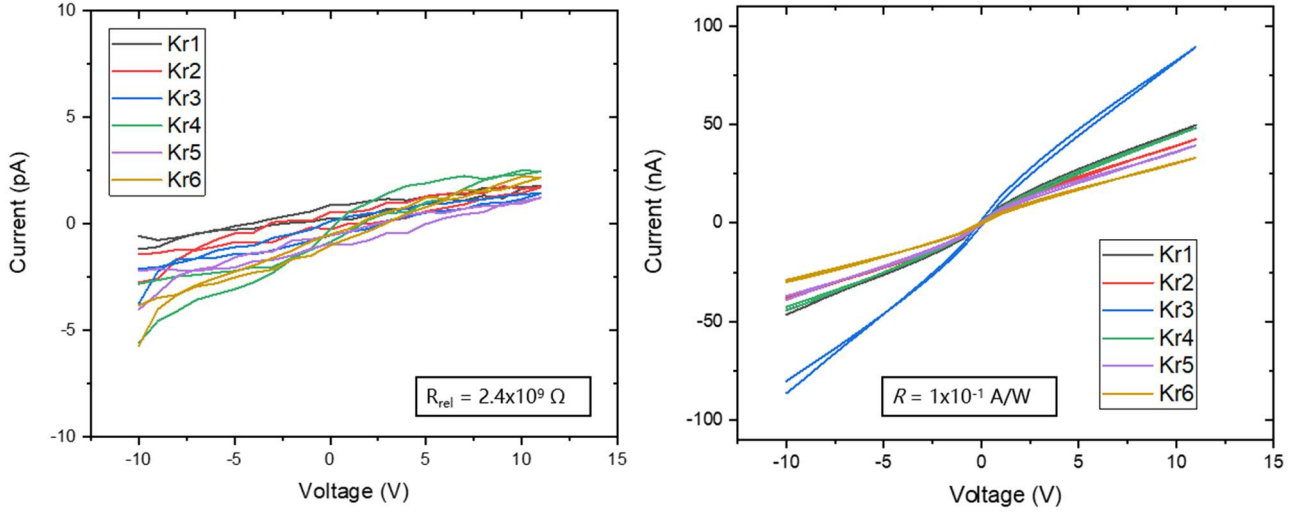 10
5
0
-5
-10
Current (pA)
Kr1
Kr2
Kr3
Kr4
Kr5
Kr6
R_rel = 2.4x10⁹ Ω
-10 -5 0 5 10 15
Voltage (V)
100
50
0
-50
-100
Current (nA)
Kr1
Kr2
Kr3
Kr4
Kr5
Kr6
R = 1x10⁻¹ A/W
-10 -5 0 5 10 15
Voltage (V)